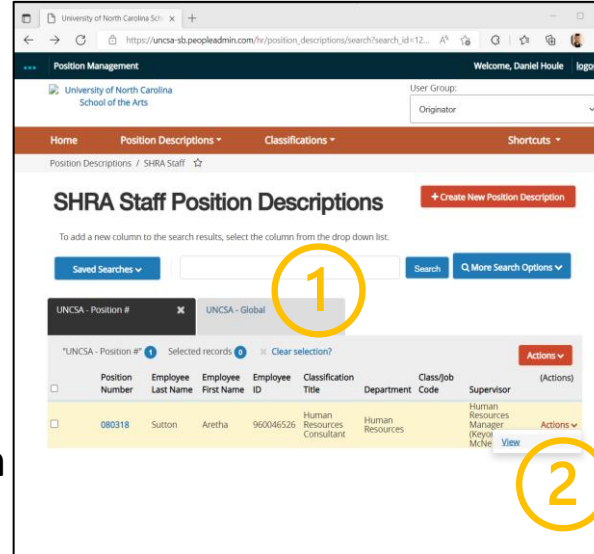 University of North Carolina Sch
https://uncsa-sb.peopleadmin.com/hr/position_descriptions/search?search_id=12...
Position Management
Welcome, Daniel Houle
logou
University of North Carolina
School of the Arts
User Group:
Originator
Home
Position Descriptions
Classifications
Shortcuts
Position Descriptions / SHRA Staff
SHRA Staff Position Descriptions
+ Create New Position Description
To add a new column to the search results, select the column from the drop down list.
Saved Searches
Search
More Search Options
1
UNCSA - Position #
UNCSA - Global
"UNCSA - Position #" 1 Selected records 0 Clear selection?
Actions
Position Number
Employee Last Name
Employee First Name
Employee ID
Classification Title
Department
Class/Job Code
Supervisor
(Actions)
080318
Sutton
Aretha
960046526
Human Resources Consultant
Human Resources
Human
Resources
Manager
(Keyo
McNe
Actions
View
2